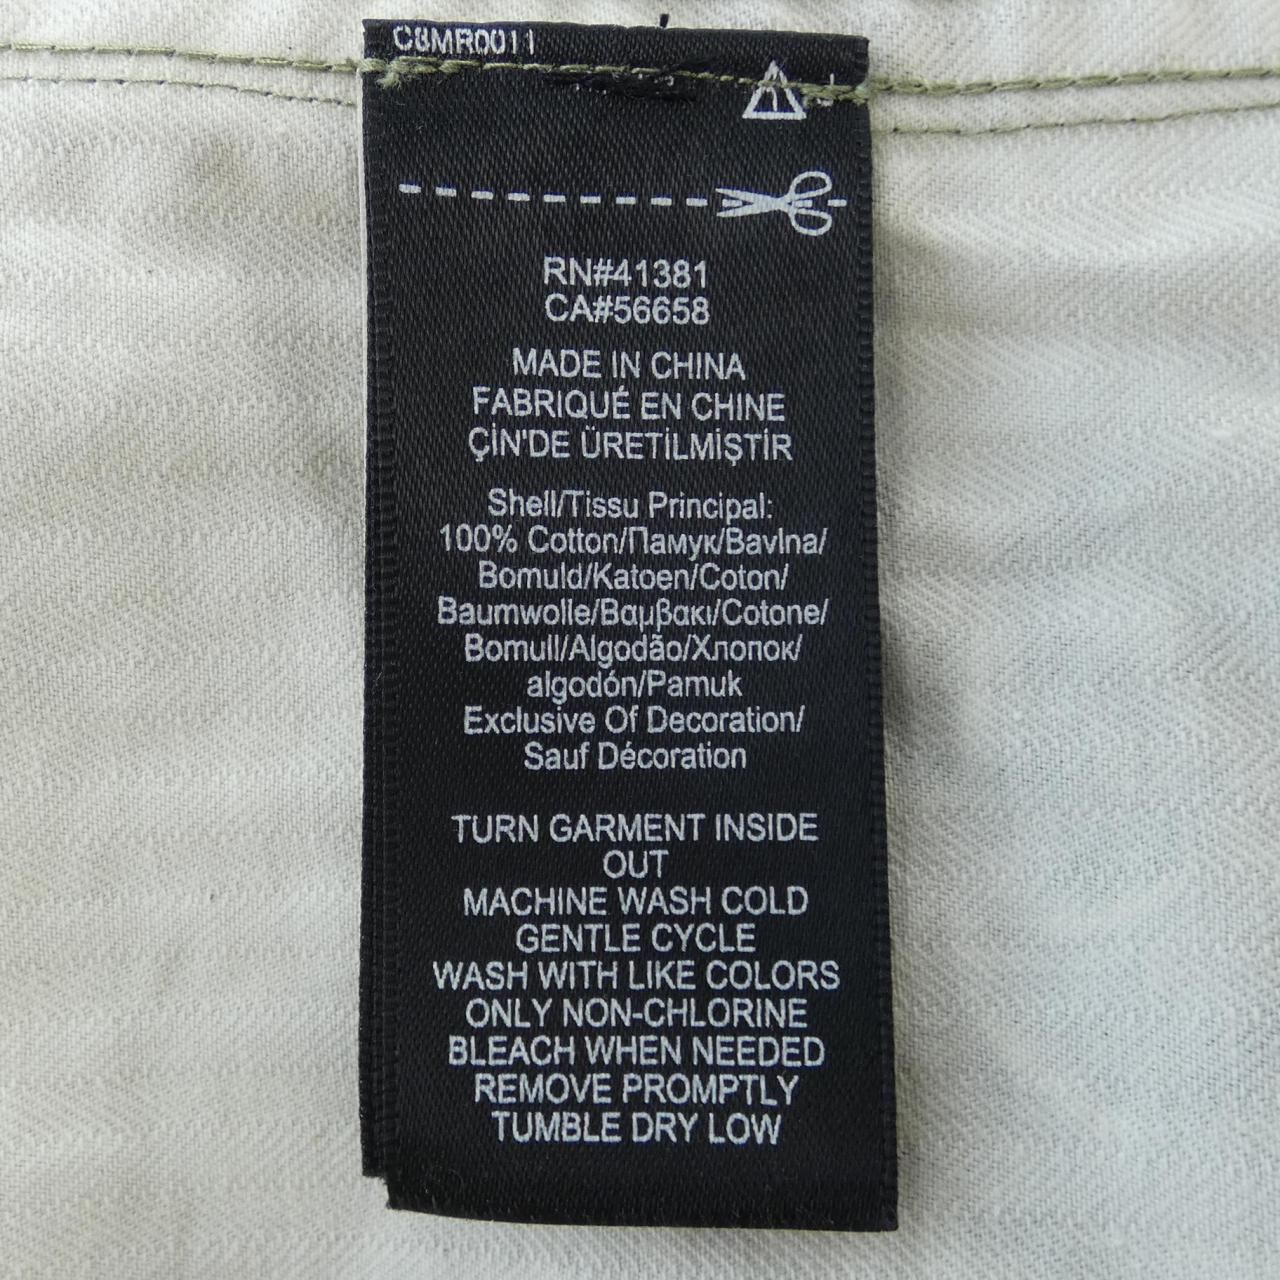 C8MR0011
RN#41381
CA#56658
MADE IN CHINA
FABRIQUÉ EN CHINE
ÇİN'DE ÜRETİLMİŞTİR
Shell/Tissu Principal:
100% Cotton/Памук/Bavlna/
Bomuld/Katoen/Coton/
Baumwolle/Βαμβακι/Cotone/
Bomull/Algodão/Хлопок/
algodón/Pamuk
Exclusive Of Decoration/
Sauf Décoration
TURN GARMENT INSIDE
OUT
MACHINE WASH COLD
GENTLE CYCLE
WASH WITH LIKE COLORS
ONLY NON-CHLORINE
BLEACH WHEN NEEDED
REMOVE PROMPTLY
TUMBLE DRY LOW